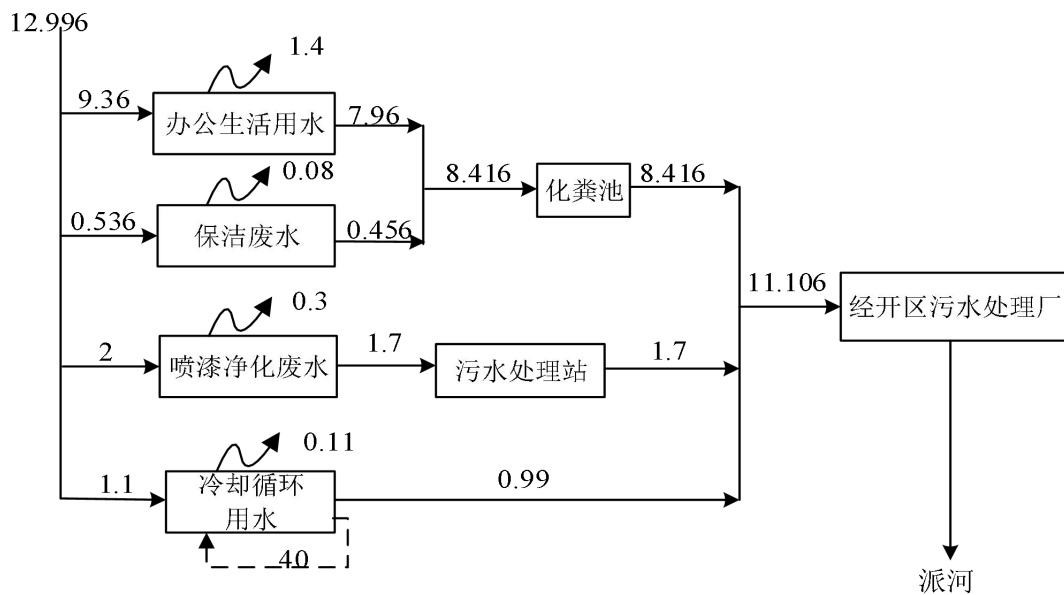 12.996
1.4
9.36
办公生活用水
7.96
0.08
8.416
化粪池
8.416
0.536
保洁废水
0.456
11.106
经开区污水处理厂
0.3
2
喷漆净化废水
1.7
污水处理站
1.7
0.11
1.1
冷却循环
用水
0.99
40
派河